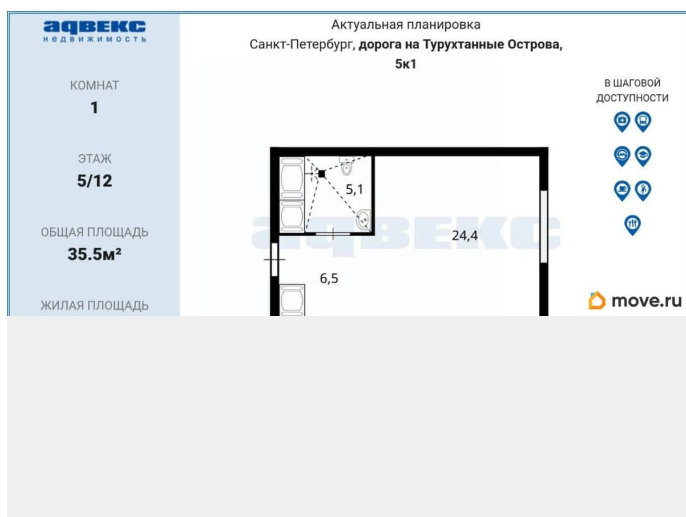 адвекс
недвижимость
Актуальная планировка
Санкт-Петербург, дорога на Турухтанные Острова,
5к1
КОМНАТ
1
ЭТАЖ
5/12
ОБЩАЯ ПЛОЩАДЬ
35.5м²
ЖИЛАЯ ПЛОЩАДЬ
В ШАГОВОЙ
ДОСТУПНОСТИ
5,1
адвекс
24,4
6,5
move.ru